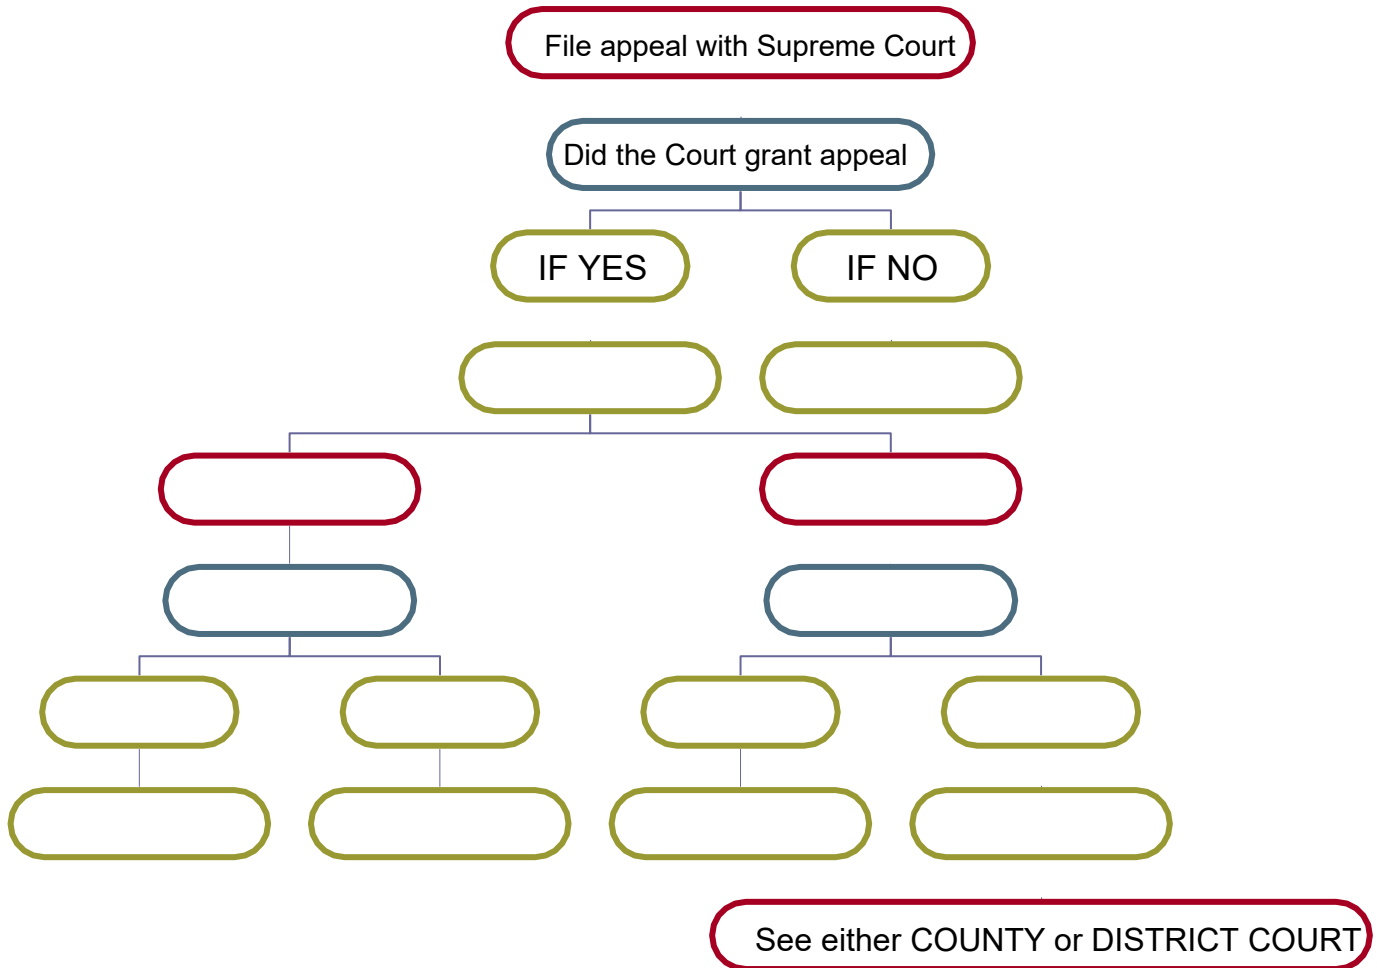 File appeal with Supreme Court
Did the Court grant appeal
IF YES
IF NO
See either COUNTY or DISTRICT COURT